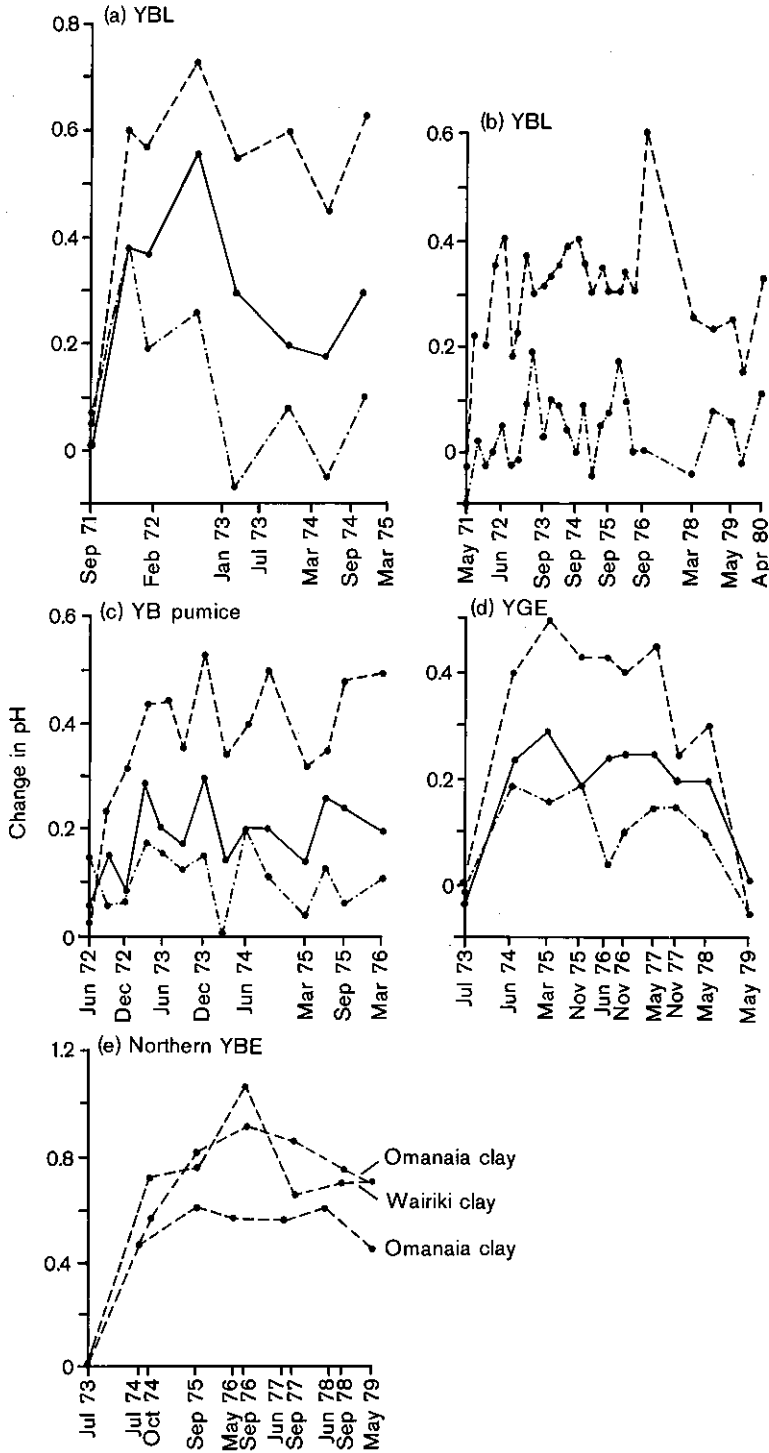 (a) YBL
0.8
0.6
0.4
0.2
0
Sep 71
Feb 72
Jan 73
Jul 73
Mar 74
Sep 74
Mar 75
(b) YBL
0.6
0.4
0.2
0
May 71
Jun 72
Sep 73
Sep 74
Sep 75
Sep 76
Mar 78
May 79
Apr 80
Change in pH
(c) YB pumice
0.6
0.4
0.2
0
Jun 72
Dec 72
Jun 73
Dec 73
Jun 74
Mar 75
Sep 75
Mar 76
(d) YGE
0.4
0.2
0
Jul 73
Jun 74
Mar 75
Nov 75
Jun 76
Nov 76
May 77
Nov 77
May 78
May 79
(e) Northern YBE
1.2
0.8
0.4
0
Omanaia clay
Wairiki clay
Omanaia clay
Jul 73
Jul 74
Oct 74
Sep 75
May 76
Sep 76
Jun 77
Sep 77
Jun 78
Sep 78
May 79